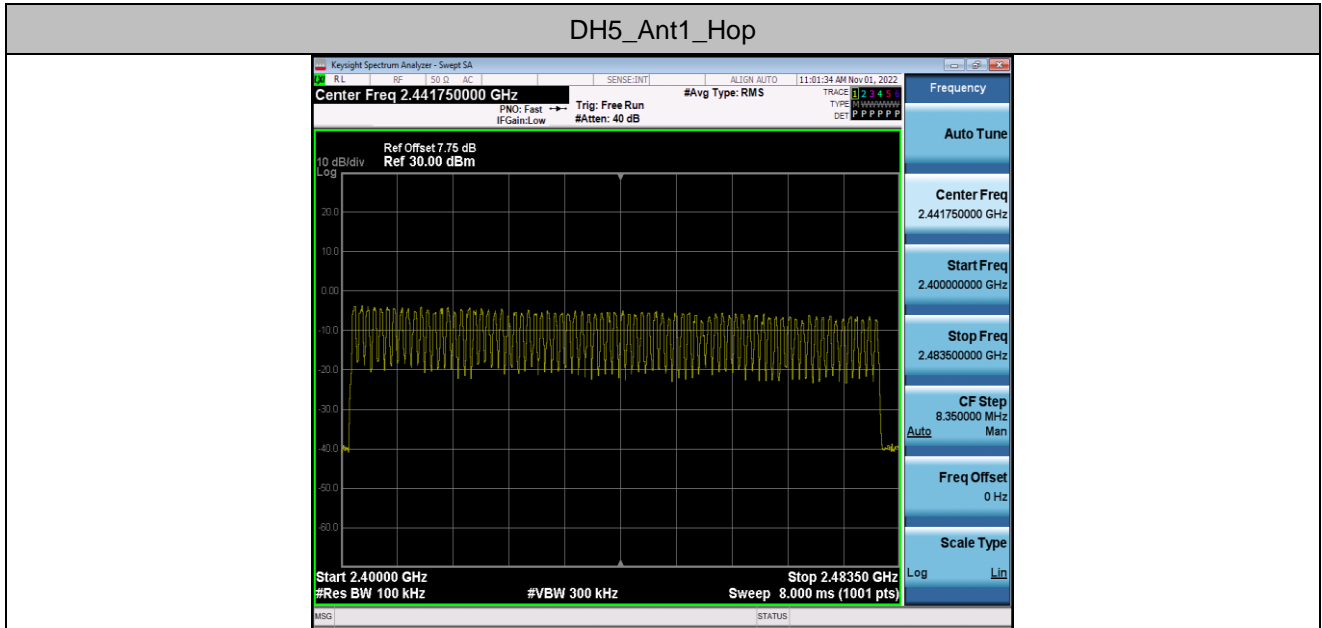 DH5_Ant1_Hop
Keysight Spectrum Analyzer - Swept SA
RL RF 50 Ω AC SENSE:INT ALIGN AUTO 11:01:34 AM Nov 01, 2022
Center Freq 2.441750000 GHz
PNO: Fast
IFGain:Low
Trig: Free Run
#Atten: 40 dB
#Avg Type: RMS
TRACE 1 2 3 4 5 6
TYPE M WWWWW
DET P P P P P P
Ref Offset 7.75 dB
10 dB/div Ref 30.00 dBm
Log
20.0
10.0
0.00
-10.0
-20.0
-30.0
-40.0
-50.0
-60.0
Start 2.40000 GHz Stop 2.48350 GHz
#Res BW 100 kHz #VBW 300 kHz Sweep 8.000 ms (1001 pts)
MSG STATUS
Frequency
Auto Tune
Center Freq
2.441750000 GHz
Start Freq
2.400000000 GHz
Stop Freq
2.483500000 GHz
CF Step
8.350000 MHz
Auto Man
Freq Offset
0 Hz
Scale Type
Log Lin